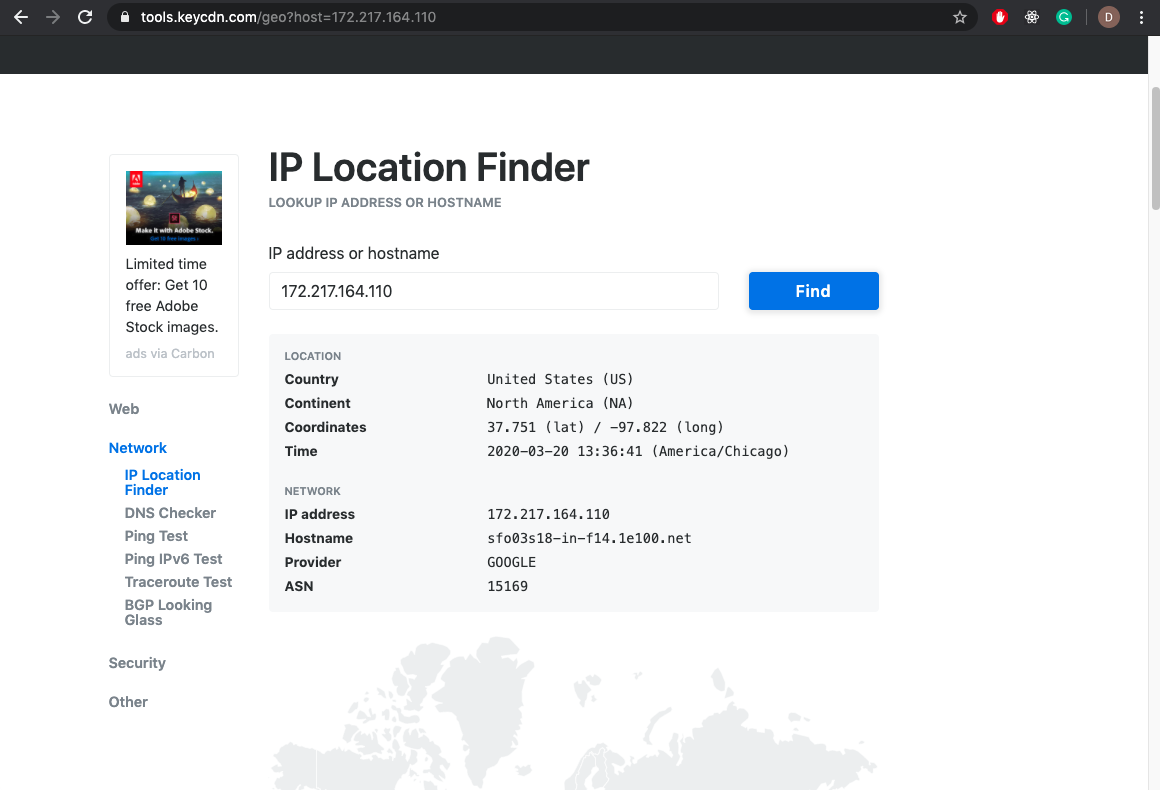 tools.keycdn.com/geo?host=172.217.164.110
D
IP Location Finder
LOOKUP IP ADDRESS OR HOSTNAME
IP address or hostname
172.217.164.110
Find
Make it with Adobe Stock.
Get 10 free images ›
Limited time
offer: Get 10
free Adobe
Stock images.
ads via Carbon
Web
Network
IP Location
Finder
DNS Checker
Ping Test
Ping IPv6 Test
Traceroute Test
BGP Looking
Glass
Security
Other
LOCATION
Country United States (US)
Continent North America (NA)
Coordinates 37.751 (lat) / -97.822 (long)
Time 2020-03-20 13:36:41 (America/Chicago)
NETWORK
IP address 172.217.164.110
Hostname sfo03s18-in-f14.1e100.net
Provider GOOGLE
ASN 15169